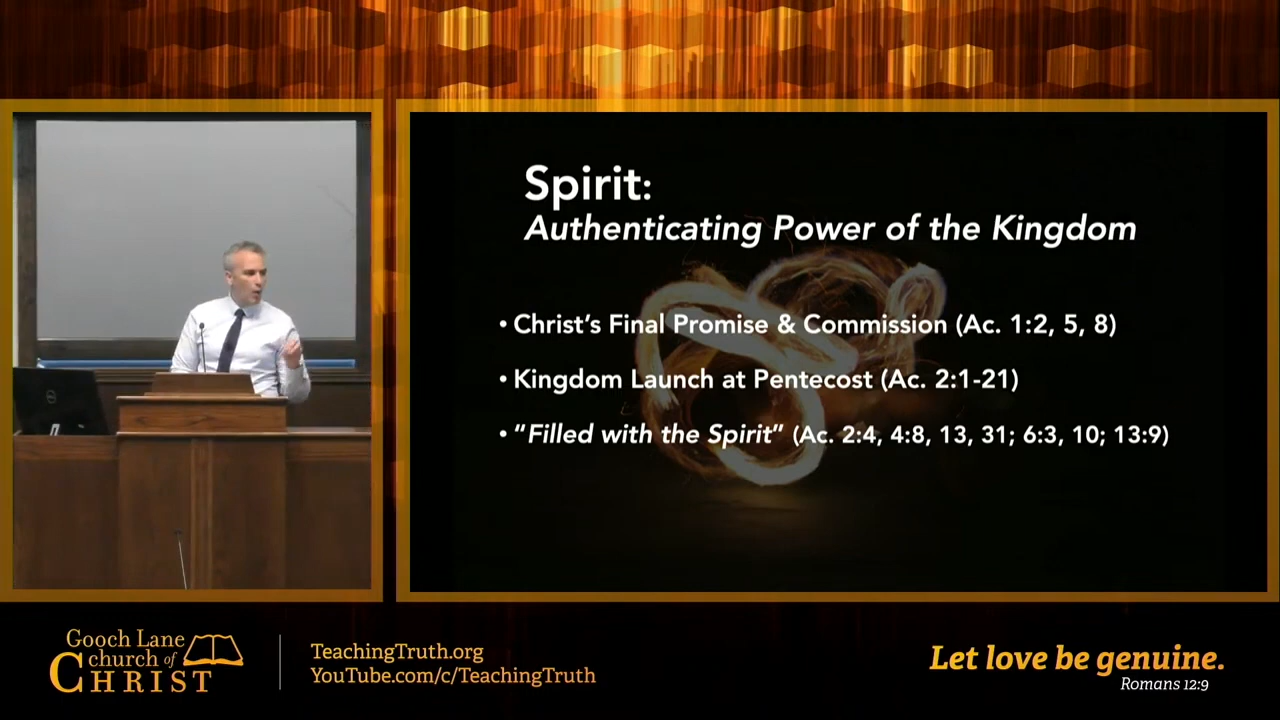 Spirit:
Authenticating Power of the Kingdom
• Christ's Final Promise & Commission (Ac. 1:2, 5, 8)
• Kingdom Launch at Pentecost (Ac. 2:1-21)
• "Filled with the Spirit" (Ac. 2:4, 4:8, 13, 31; 6:3, 10; 13:9)
Gooch Lane
church of
CHRIST
TeachingTruth.org
YouTube.com/c/TeachingTruth
Let love be genuine.
Romans 12:9